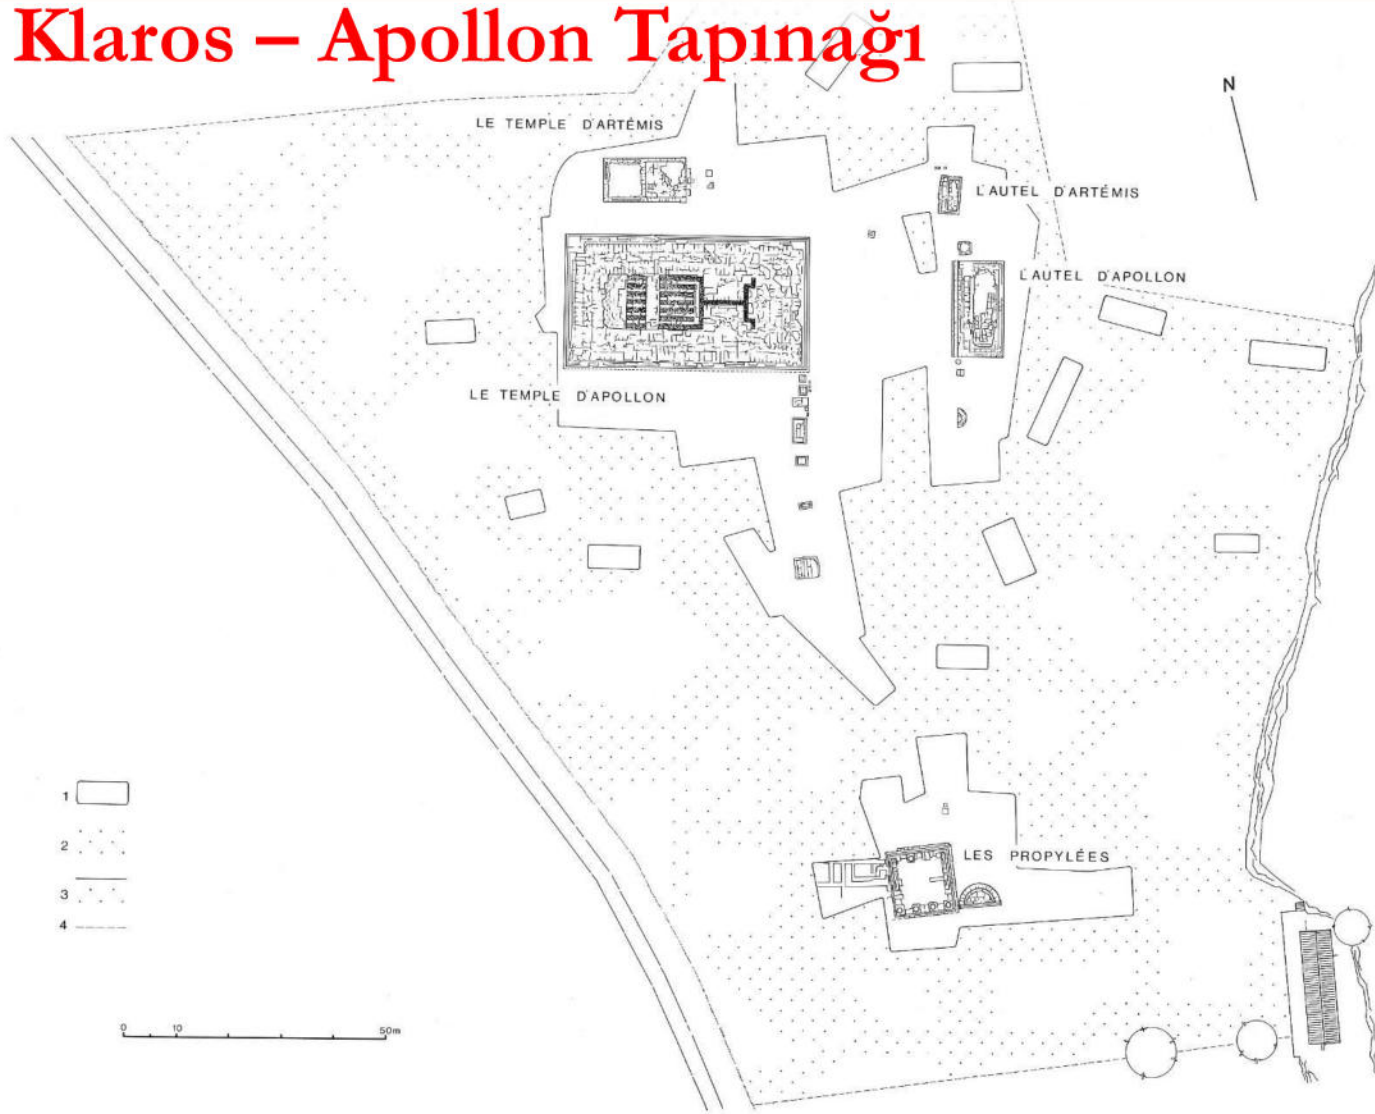 Klaros – Apollon Tapınağı
N
LE TEMPLE D'ARTÉMIS
L'AUTEL D'ARTÉMIS
L'AUTEL D'APOLLON
LE TEMPLE D'APOLLON
LES PROPYLÉES
1
2
3
4
0 10 50m